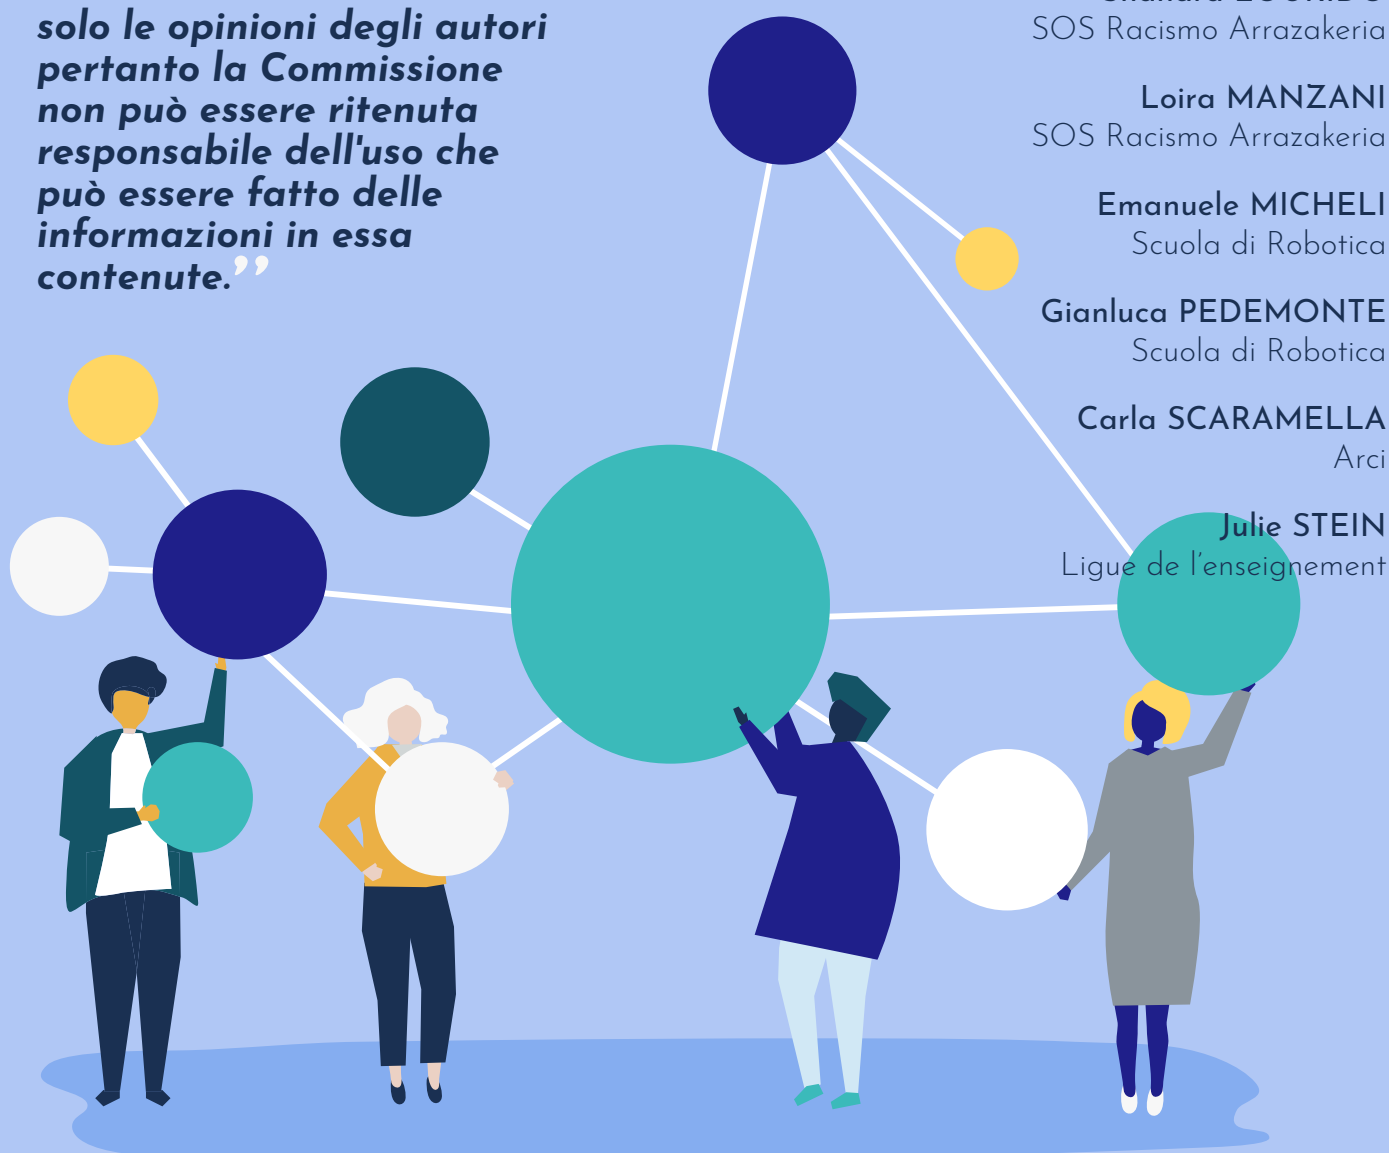 solo le opinioni degli autori
pertanto la Commissione
non può essere ritenuta
responsabile dell'uso che
può essere fatto delle
informazioni in essa
contenute.”
SOS Racismo Arrazakeria
Loira MANZANI
SOS Racismo Arrazakeria
Emanuele MICHELI
Scuola di Robotica
Gianluca PEDEMONTE
Scuola di Robotica
Carla SCARAMELLA
Arci
Julie STEIN
Ligue de l’enseignement